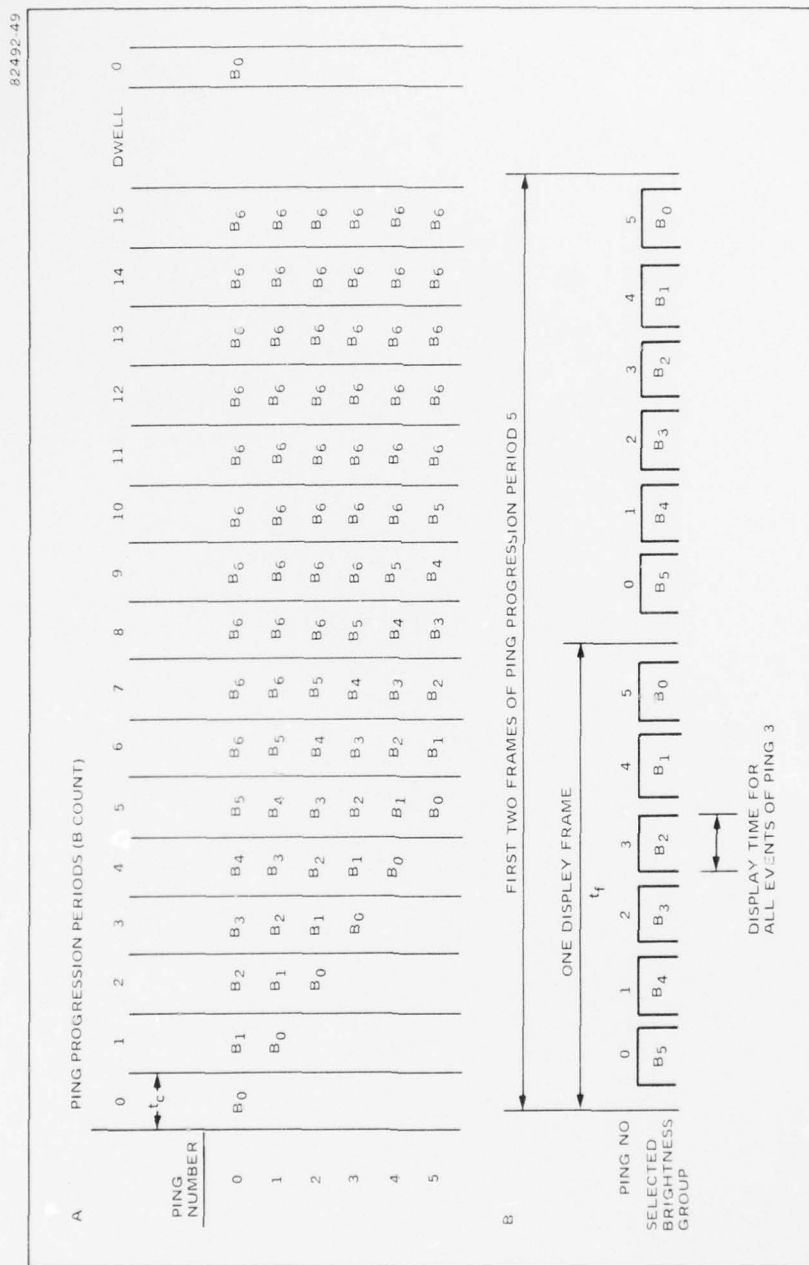 82492-49
A PING PROGRESSION PERIODS (B COUNT)
0 1 2 3 4 5 6 7 8 9 10 11 12 13 14 15 DWELL 0
t_c
PING
NUMBER
0 B0 B1 B2 B3 B4 B5 B6 B6 B6 B6 B6 B6 B6 B6 B6 B6 B0
1 B0 B1 B2 B3 B4 B5 B6 B6 B6 B6 B6 B6 B6 B6 B6
2 B0 B1 B2 B3 B4 B5 B6 B6 B6 B6 B6 B6 B6 B6
3 B0 B1 B2 B3 B4 B5 B6 B6 B6 B6 B6 B6 B6
4 B0 B1 B2 B3 B4 B5 B6 B6 B6 B6 B6 B6
5 B0 B1 B2 B3 B4 B5 B6 B6 B6 B6 B6
B
FIRST TWO FRAMES OF PING PROGRESSION PERIOD 5
ONE DISPLEY FRAME
t_f
PING NO 0 1 2 3 4 5 0 1 2 3 4 5
SELECTED
BRIGHTNESS
GROUP
B5 B4 B3 B2 B1 B0 B5 B4 B3 B2 B1 B0
DISPLAY TIME FOR
ALL EVENTS OF PING 3